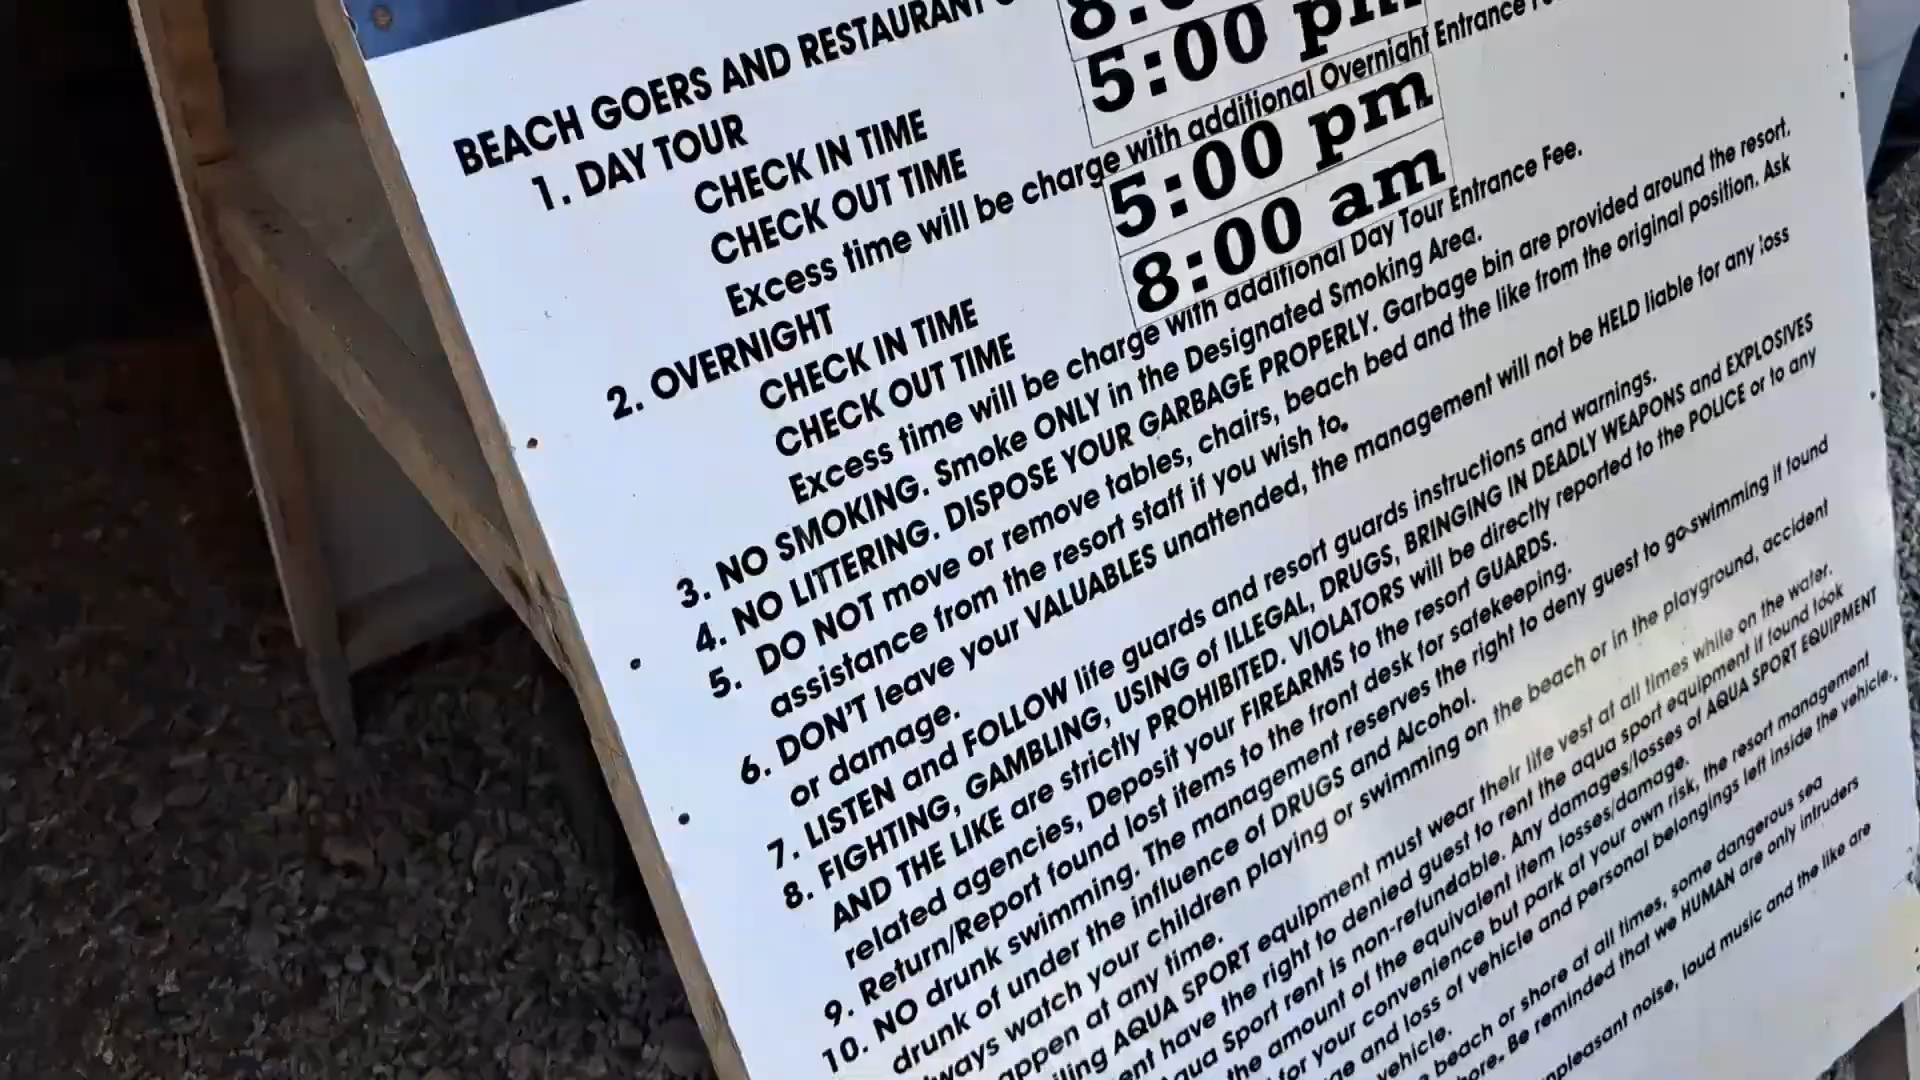 BEACH GOERS AND RESTAURANT
1. DAY TOUR
CHECK IN TIME
CHECK OUT TIME 5:00 pm
Excess time will be charge with additional Overnight Entrance
2. OVERNIGHT
CHECK IN TIME 5:00 pm
CHECK OUT TIME 8:00 am
Excess time will be charge with additional Day Tour Entrance Fee.
3. NO SMOKING. Smoke ONLY in the Designated Smoking Area.
4. NO LITTERING. DISPOSE YOUR GARBAGE PROPERLY. Garbage bin are provided around the resort.
5. DO NOT move or remove tables, chairs, beach bed and the like from the original position. Ask
assistance from the resort staff if you wish to.
6. DON'T leave your VALUABLES unattended, the management will not be HELD liable for any loss
or damage.
7. LISTEN and FOLLOW life guards and resort guards instructions and warnings.
8. FIGHTING, GAMBLING, USING of ILLEGAL, DRUGS, BRINGING IN DEADLY WEAPONS and EXPLOSIVES
AND THE LIKE are strictly PROHIBITED. VIOLATORS will be directly reported to the POLICE or to any
related agencies, Deposit your FIREARMS to the resort GUARDS.
9. Return/Report found lost items to the front desk for safekeeping.
10. NO drunk swimming. The management reserves the right to deny guest to go-swimming if found
drunk of under the influence of DRUGS and Alcohol.
watch your children playing or swimming on the beach or in the playground, accident
at any time.
AQUA SPORT equipment must wear their life vest at all times while on the water.
have the right to denied guest to rent the aqua sport equipment if found took
Sport rent is non-refundable. Any damages/losses of AQUA SPORT EQUIPMENT
the amount of the equivalent item losses/damage.
for your convenience but park at your own risk, the resort management
and loss of vehicle and personal belongings left inside the vehicle.
vehicle.
beach or shore at all times, some dangerous sea
Be reminded that we HUMAN are only intruders
noise, loud music and the like are